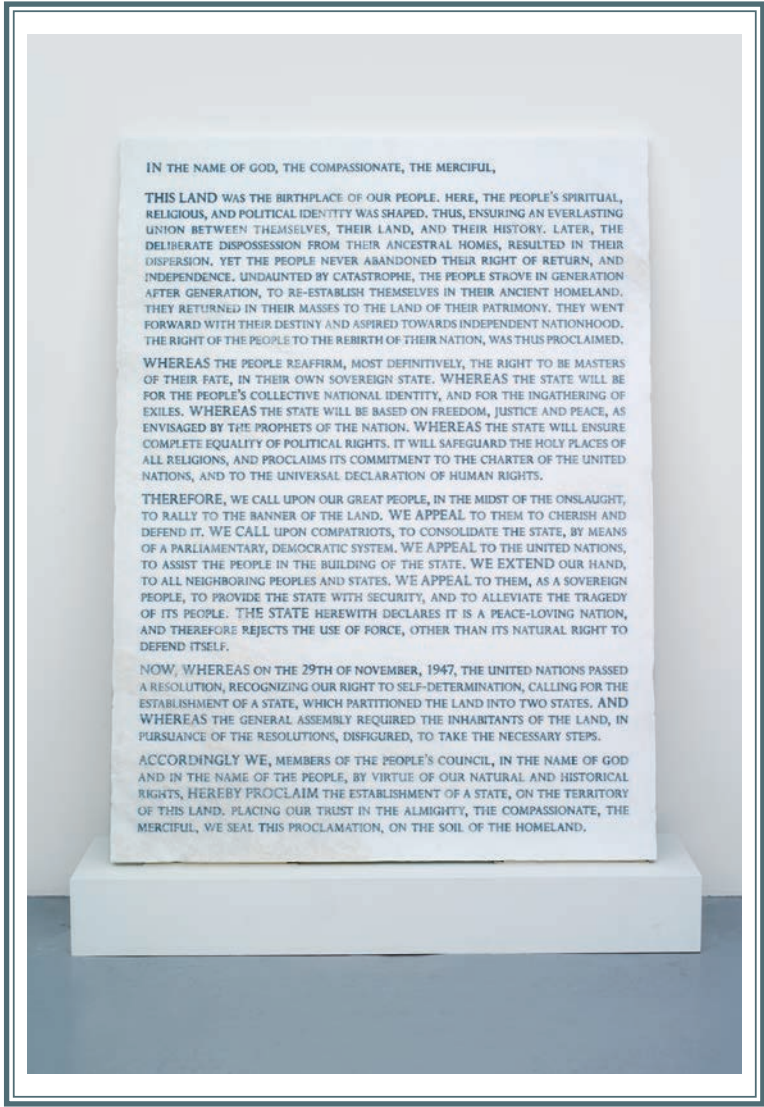 IN THE NAME OF GOD, THE COMPASSIONATE, THE MERCIFUL,
THIS LAND WAS THE BIRTHPLACE OF OUR PEOPLE. HERE, THE PEOPLE'S SPIRITUAL,
RELIGIOUS, AND POLITICAL IDENTITY WAS SHAPED. THUS, ENSURING AN EVERLASTING
UNION BETWEEN THEMSELVES, THEIR LAND, AND THEIR HISTORY. LATER, THE
DELIBERATE DISPOSSESSION FROM THEIR ANCESTRAL HOMES, RESULTED IN THEIR
DISPERSION. YET THE PEOPLE NEVER ABANDONED THEIR RIGHT OF RETURN, AND
INDEPENDENCE. UNDAUNTED BY CATASTROPHE, THE PEOPLE STROVE IN GENERATION
AFTER GENERATION, TO RE-ESTABLISH THEMSELVES IN THEIR ANCIENT HOMELAND.
THEY RETURNED IN THEIR MASSES TO THE LAND OF THEIR PATRIMONY. THEY WENT
FORWARD WITH THEIR DESTINY AND ASPIRED TOWARDS INDEPENDENT NATIONHOOD.
THE RIGHT OF THE PEOPLE TO THE REBIRTH OF THEIR NATION, WAS THUS PROCLAIMED.
WHEREAS THE PEOPLE REAFFIRM, MOST DEFINITIVELY, THE RIGHT TO BE MASTERS
OF THEIR FATE, IN THEIR OWN SOVEREIGN STATE. WHEREAS THE STATE WILL BE
FOR THE PEOPLE'S COLLECTIVE NATIONAL IDENTITY, AND FOR THE INGATHERING OF
EXILES. WHEREAS THE STATE WILL BE BASED ON FREEDOM, JUSTICE AND PEACE, AS
ENVISAGED BY THE PROPHETS OF THE NATION. WHEREAS THE STATE WILL ENSURE
COMPLETE EQUALITY OF POLITICAL RIGHTS. IT WILL SAFEGUARD THE HOLY PLACES OF
ALL RELIGIONS, AND PROCLAIMS ITS COMMITMENT TO THE CHARTER OF THE UNITED
NATIONS, AND TO THE UNIVERSAL DECLARATION OF HUMAN RIGHTS.
THEREFORE, WE CALL UPON OUR GREAT PEOPLE, IN THE MIDST OF THE ONSLAUGHT,
TO RALLY TO THE BANNER OF THE LAND. WE APPEAL TO THEM TO CHERISH AND
DEFEND IT. WE CALL UPON COMPATRIOTS, TO CONSOLIDATE THE STATE, BY MEANS
OF A PARLIAMENTARY, DEMOCRATIC SYSTEM. WE APPEAL TO THE UNITED NATIONS,
TO ASSIST THE PEOPLE IN THE BUILDING OF THE STATE. WE EXTEND OUR HAND,
TO ALL NEIGHBORING PEOPLES AND STATES. WE APPEAL TO THEM, AS A SOVEREIGN
PEOPLE, TO PROVIDE THE STATE WITH SECURITY, AND TO ALLEVIATE THE TRAGEDY
OF ITS PEOPLE. THE STATE HEREWITH DECLARES IT IS A PEACE-LOVING NATION,
AND THEREFORE REJECTS THE USE OF FORCE, OTHER THAN ITS NATURAL RIGHT TO
DEFEND ITSELF.
NOW, WHEREAS ON THE 29TH OF NOVEMBER, 1947, THE UNITED NATIONS PASSED
A RESOLUTION, RECOGNIZING OUR RIGHT TO SELF-DETERMINATION, CALLING FOR THE
ESTABLISHMENT OF A STATE, WHICH PARTITIONED THE LAND INTO TWO STATES. AND
WHEREAS THE GENERAL ASSEMBLY REQUIRED THE INHABITANTS OF THE LAND, IN
PURSUANCE OF THE RESOLUTIONS, DISFIGURED, TO TAKE THE NECESSARY STEPS.
ACCORDINGLY WE, MEMBERS OF THE PEOPLE'S COUNCIL, IN THE NAME OF GOD
AND IN THE NAME OF THE PEOPLE, BY VIRTUE OF OUR NATURAL AND HISTORICAL
RIGHTS, HEREBY PROCLAIM THE ESTABLISHMENT OF A STATE, ON THE TERRITORY
OF THIS LAND. PLACING OUR TRUST IN THE ALMIGHTY, THE COMPASSIONATE, THE
MERCIFUL, WE SEAL THIS PROCLAMATION, ON THE SOIL OF THE HOMELAND.